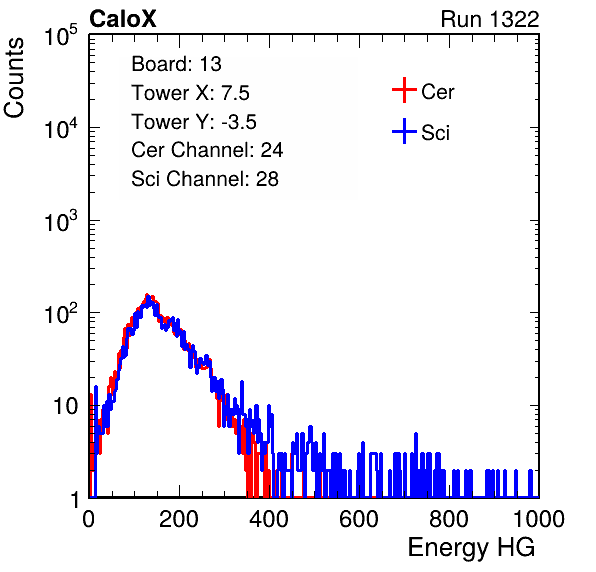 CaloX Run 1322
Counts
10^5
10^4
10^3
10^2
10
1
Board: 13
Tower X: 7.5
Tower Y: -3.5
Cer Channel: 24
Sci Channel: 28
Cer
Sci
0 200 400 600 800 1000
Energy HG